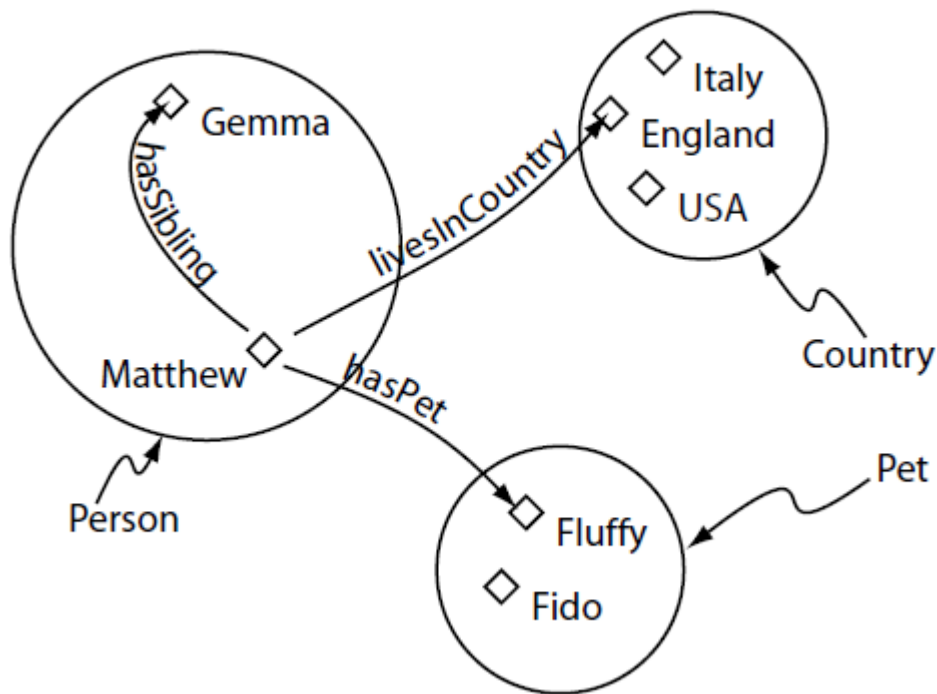 Gemma
hasSibling
Matthew
Person
livesInCountry
hasPet
Italy
England
USA
Country
Pet
Fluffy
Fido